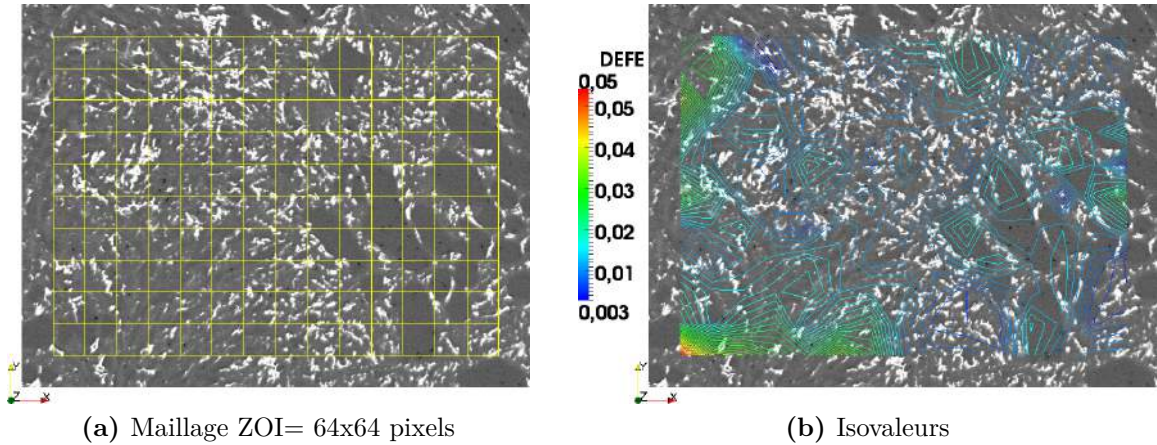 DEFE
0,05
0,05
0,04
0,03
0,02
0,01
0,003
Y
Z X
Y
Z X
(a) Maillage ZOI= 64x64 pixels
(b) Isovaleurs